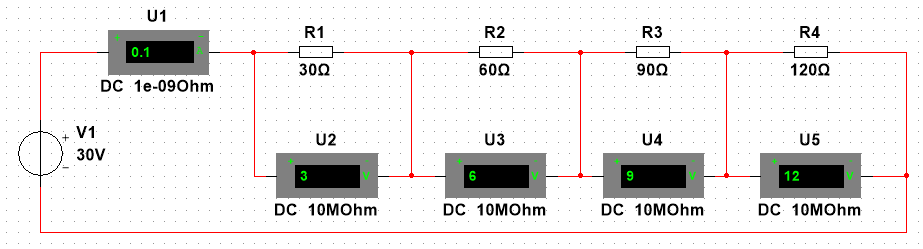 U1
+ -
0.1 A
DC 1e-09Ohm
R1
30Ω
R2
60Ω
R3
90Ω
R4
120Ω
V1
30V
+
-
U2
+ -
3 V
DC 10MOhm
U3
+ -
6 V
DC 10MOhm
U4
+ -
9 V
DC 10MOhm
U5
+ -
12 V
DC 10MOhm